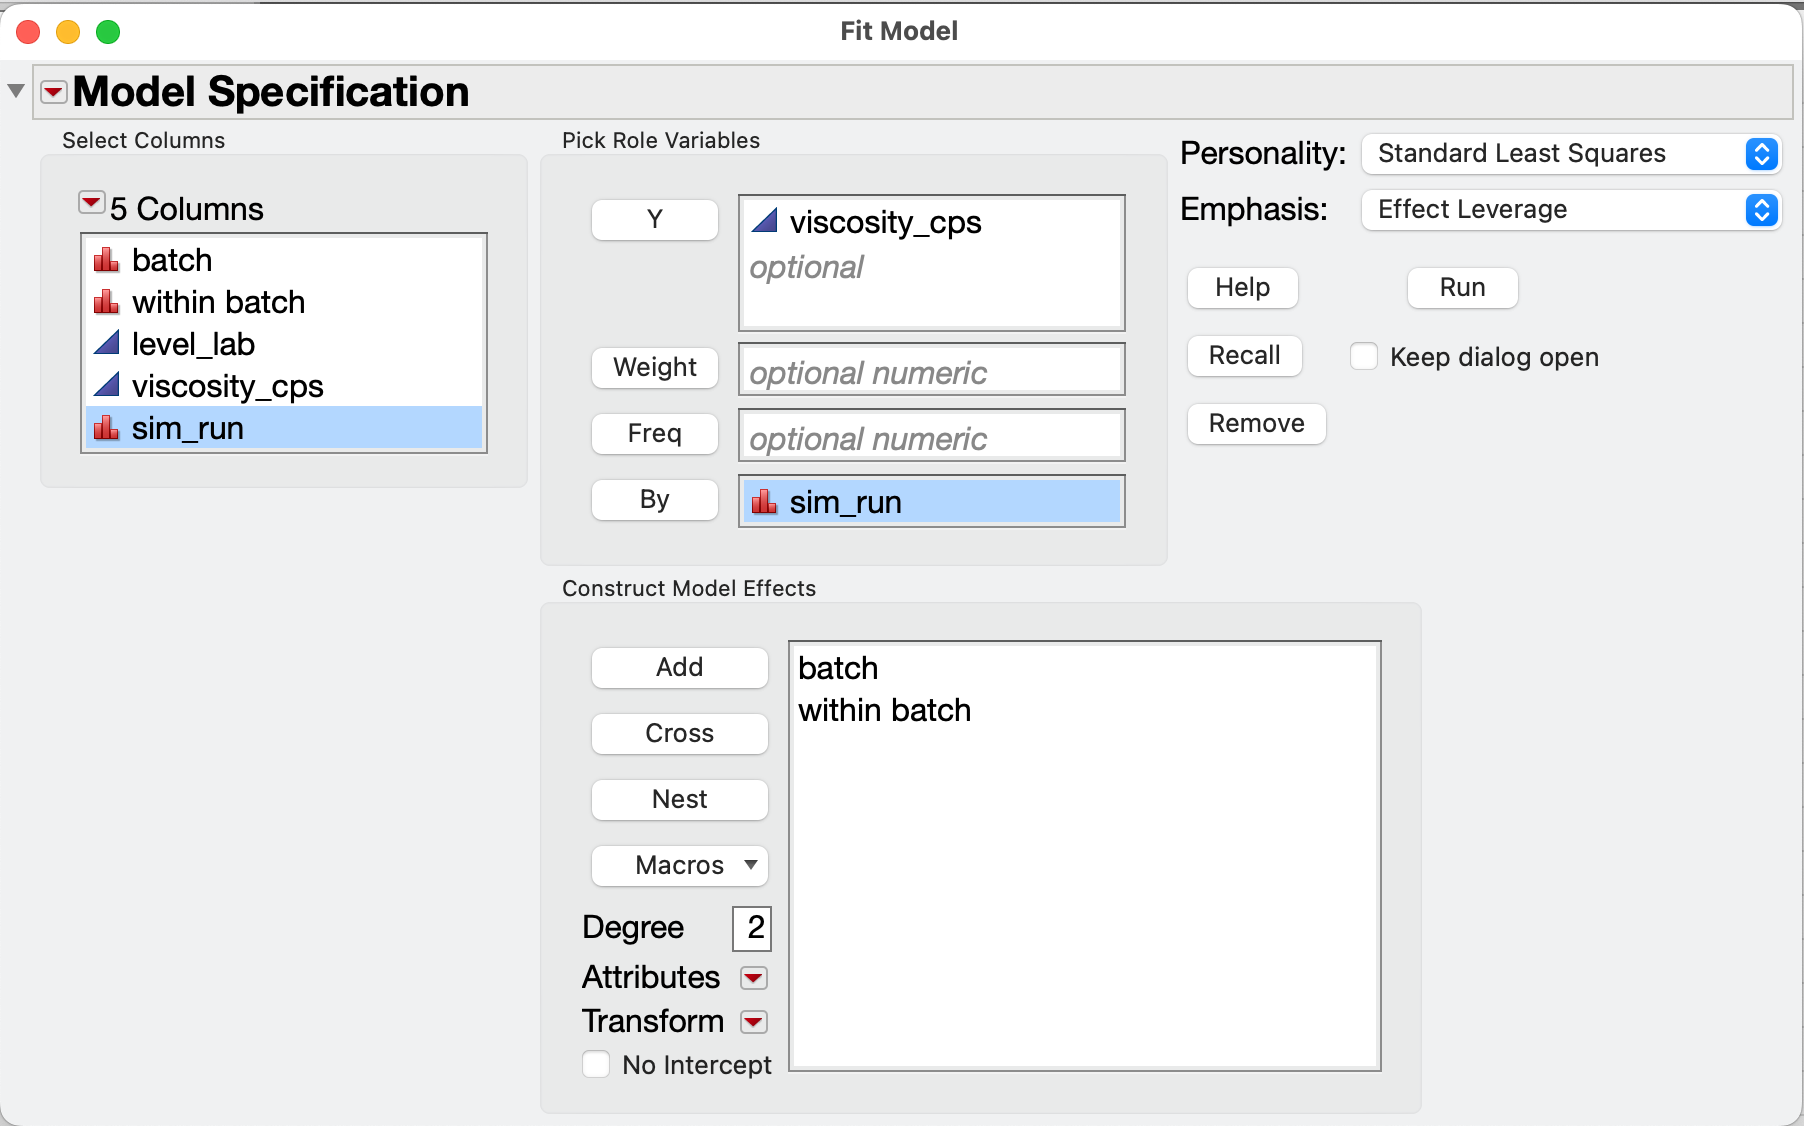 Fit Model
Model Specification
Select Columns
5 Columns
batch
within batch
level_lab
viscosity_cps
sim_run
Pick Role Variables
Y
viscosity_cps
optional
Weight
optional numeric
Freq
optional numeric
By
sim_run
Personality:
Standard Least Squares
Emphasis:
Effect Leverage
Help
Run
Recall
Keep dialog open
Remove
Construct Model Effects
Add
Cross
Nest
Macros
Degree
2
Attributes
Transform
No Intercept
batch
within batch